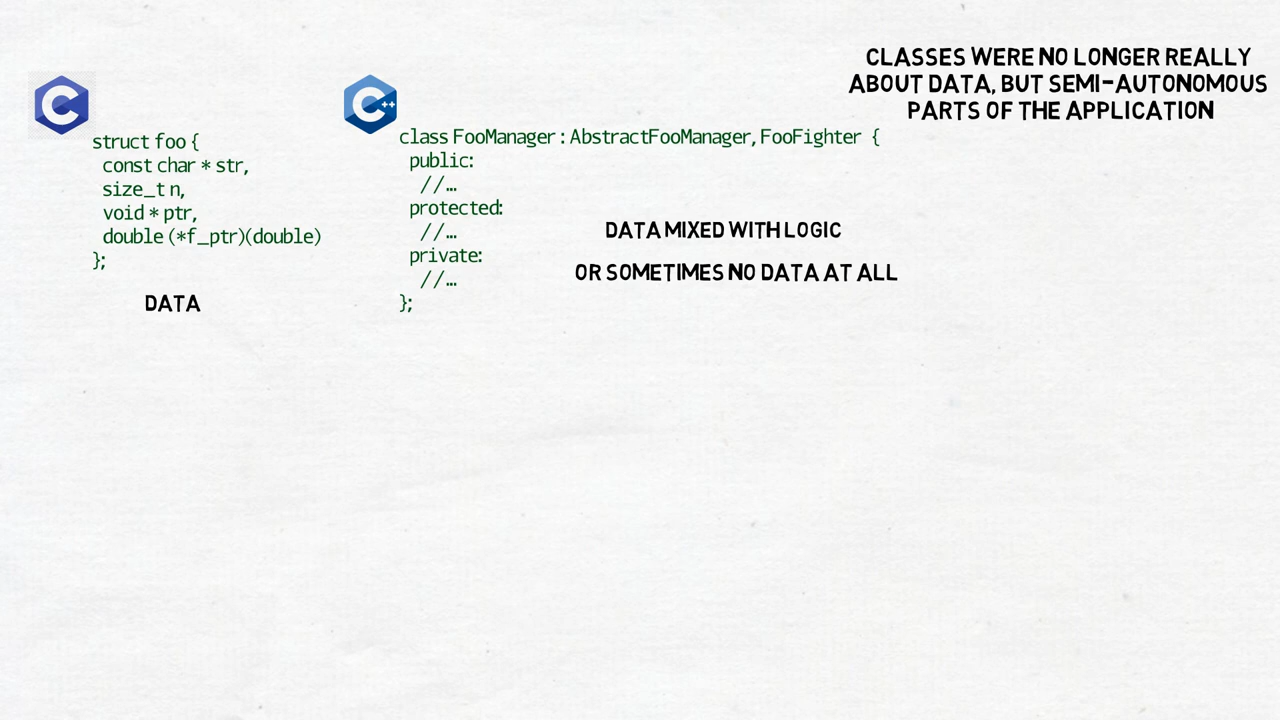 CLASSES WERE NO LONGER REALLY
ABOUT DATA, BUT SEMI-AUTONOMOUS
PARTS OF THE APPLICATION
C
struct foo {
const char * str,
size_t n,
void * ptr,
double (*f_ptr)(double)
};
DATA
C++
class FooManager : AbstractFooManager, FooFighter {
public:
//...
protected:
//...
private:
//...
};
DATA MIXED WITH LOGIC
OR SOMETIMES NO DATA AT ALL